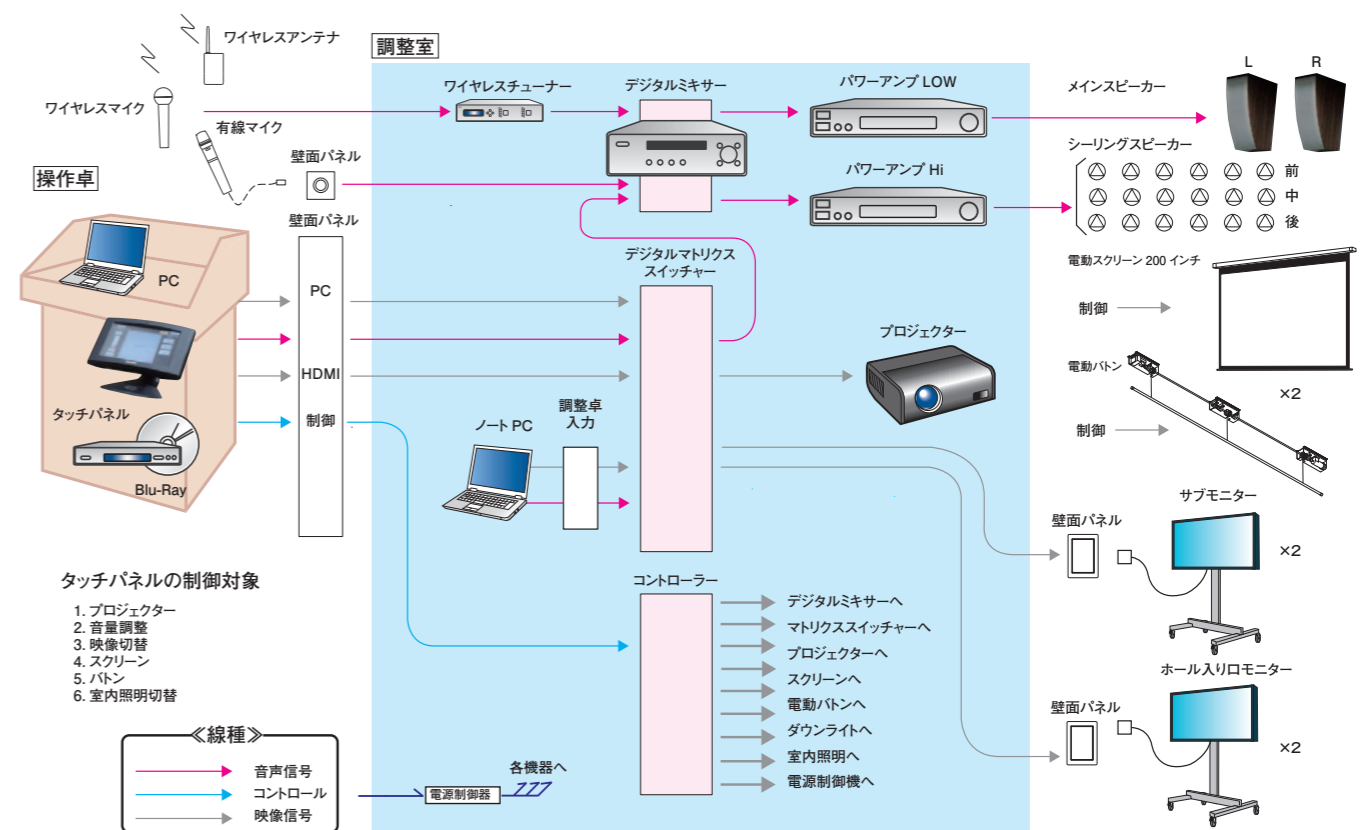 ワイヤレスアンテナ
調整室
ワイヤレスマイク
有線マイク
壁面パネル
操作卓
壁面パネル
PC
PC
HDMI
タッチパネル
制御
Blu-Ray
ワイヤレスチューナー
デジタルミキサー
パワーアンプ LOW
パワーアンプ Hi
デジタルマトリクス
スイッチャー
プロジェクター
ノート PC
調整卓
入力
コントローラー
デジタルミキサーへ
マトリクススイッチャーへ
プロジェクターへ
スクリーンへ
電動バトンへ
ダウンライトへ
室内照明へ
電源制御機へ
L
R
メインスピーカー
シーリングスピーカー
前
中
後
電動スクリーン 200 インチ
制御
×2
電動バトン
制御
サブモニター
壁面パネル
×2
ホール入り口モニター
壁面パネル
×2
タッチパネルの制御対象
1. プロジェクター
2. 音量調整
3. 映像切替
4. スクリーン
5. バトン
6. 室内照明切替
≪線種≫
音声信号
コントロール
映像信号
電源制御器
各機器へ